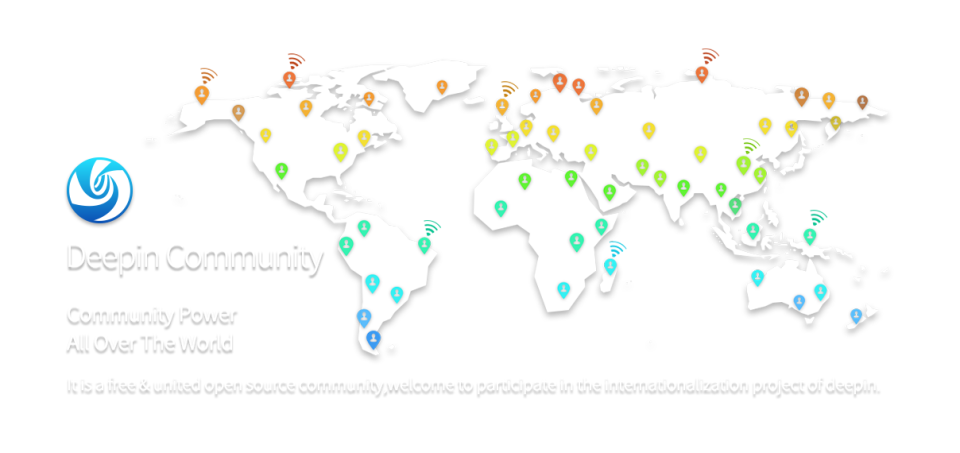 Deepin Community
Community Power
All Over The World
It is a free & united open source community,welcome to participate in the internationalization project of deepin.